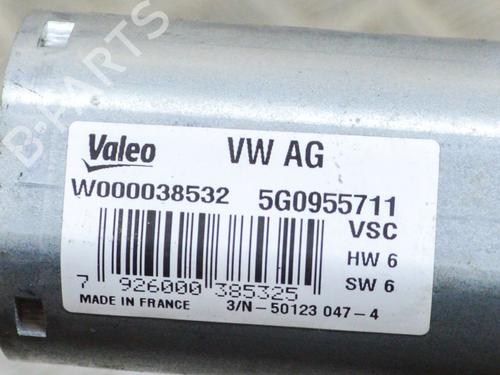 B-PARTS
Valeo VW AG
W000038532 5G0955711
VSC
HW 6
SW 6
7 926000 385325
MADE IN FRANCE 3/N-50123 047-4